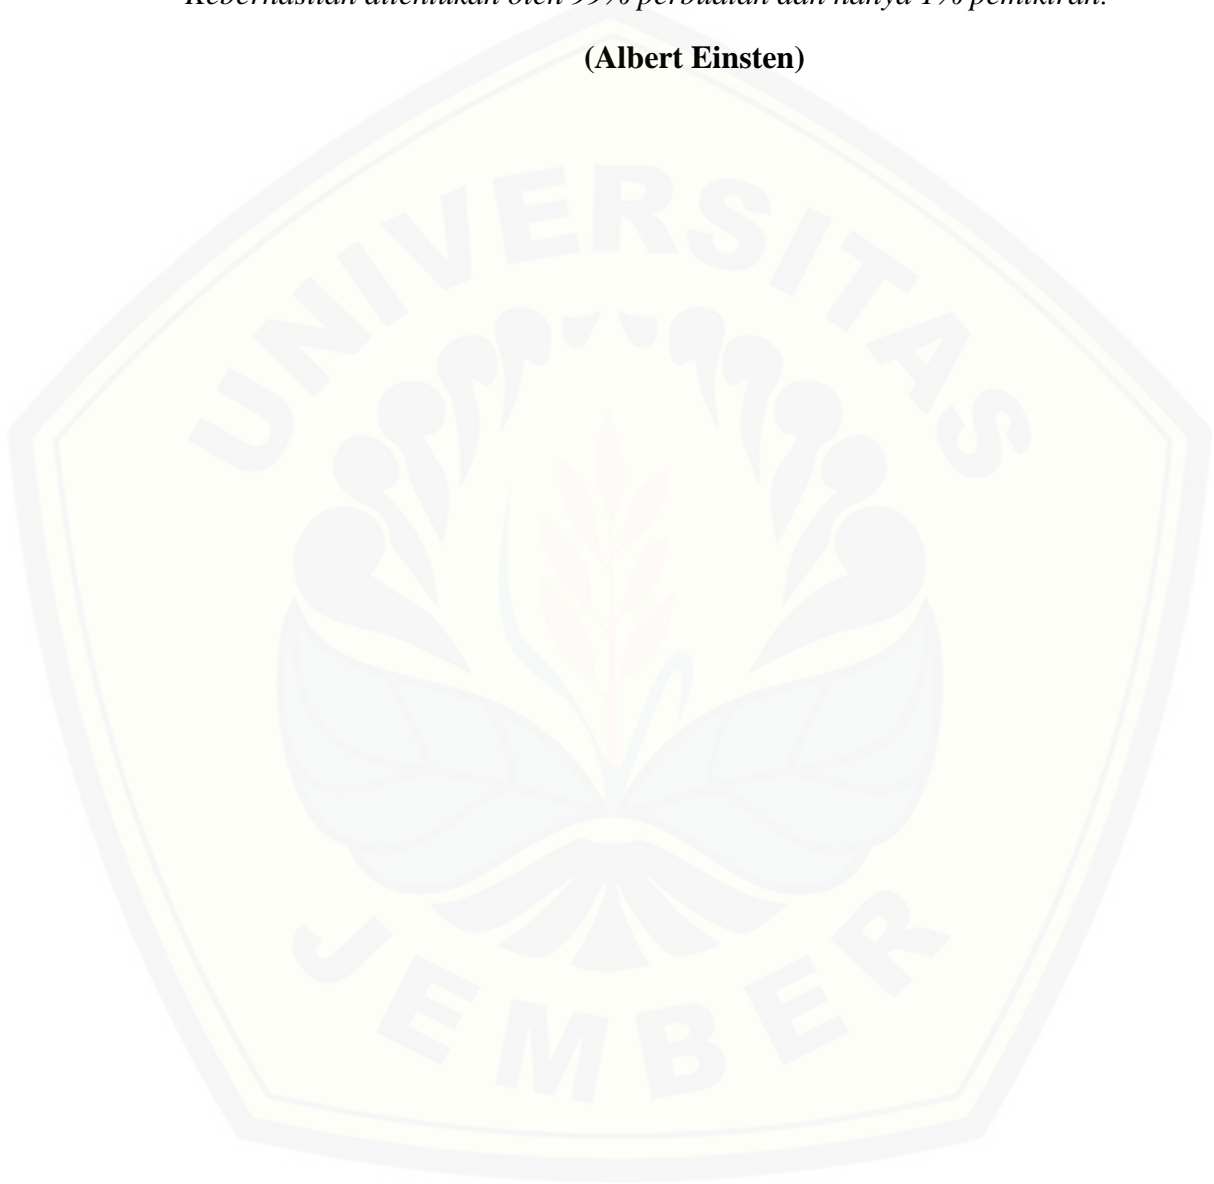 Keberhasilan ditentukan oleh 99% perbuatan dan hanya 1% pemikiran.
(Albert Einsten)
UNIVERSITAS
JEMBER